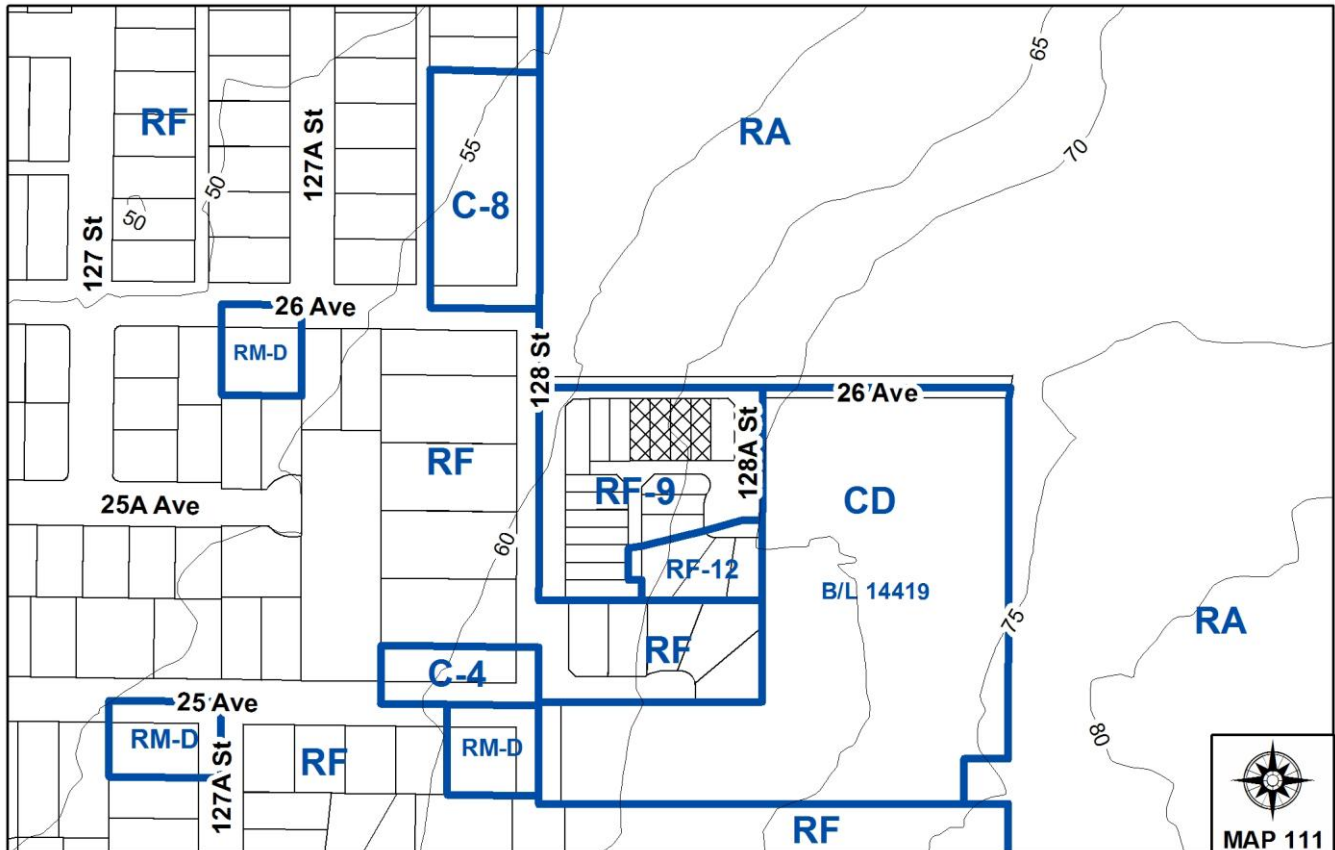 65
RF
127A St
55
RA
70
50
50
C-8
127 St
26 Ave
RM-D
128 St
26 Ave
RF
128A St
RF-9
CD
25A Ave
60
RF-12
B/L 14419
75
RA
RF
C-4
25 Ave
RM-D
RM-D
80
RF
127A St
RF
MAP 111